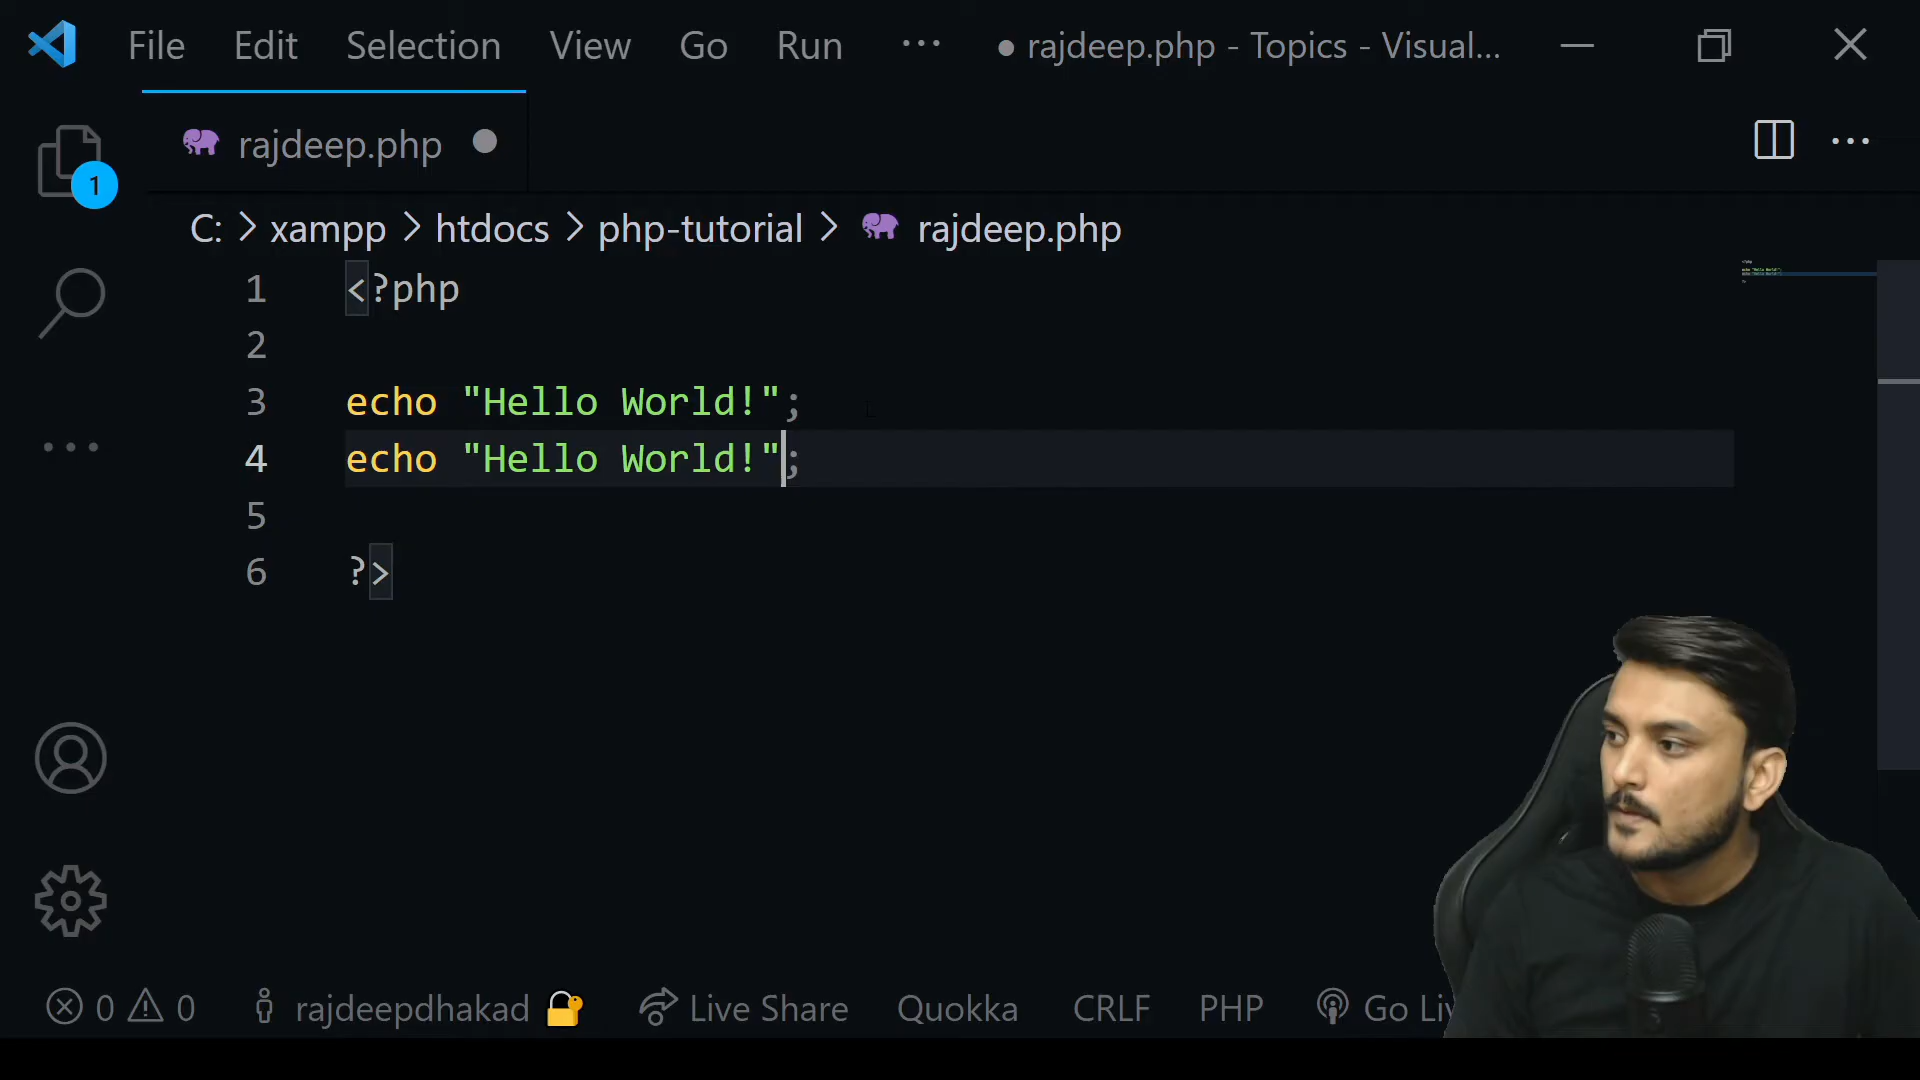 File Edit Selection View Go Run ··· ● rajdeep.php - Topics - Visual...
rajdeep.php
1
C: > xampp > htdocs > php-tutorial > rajdeep.php
1 <?php
2
3 echo "Hello World!";
4 echo "Hello World!";
5
6 ?>
0 0 rajdeepdhakad Live Share Quokka CRLF PHP Go Liv